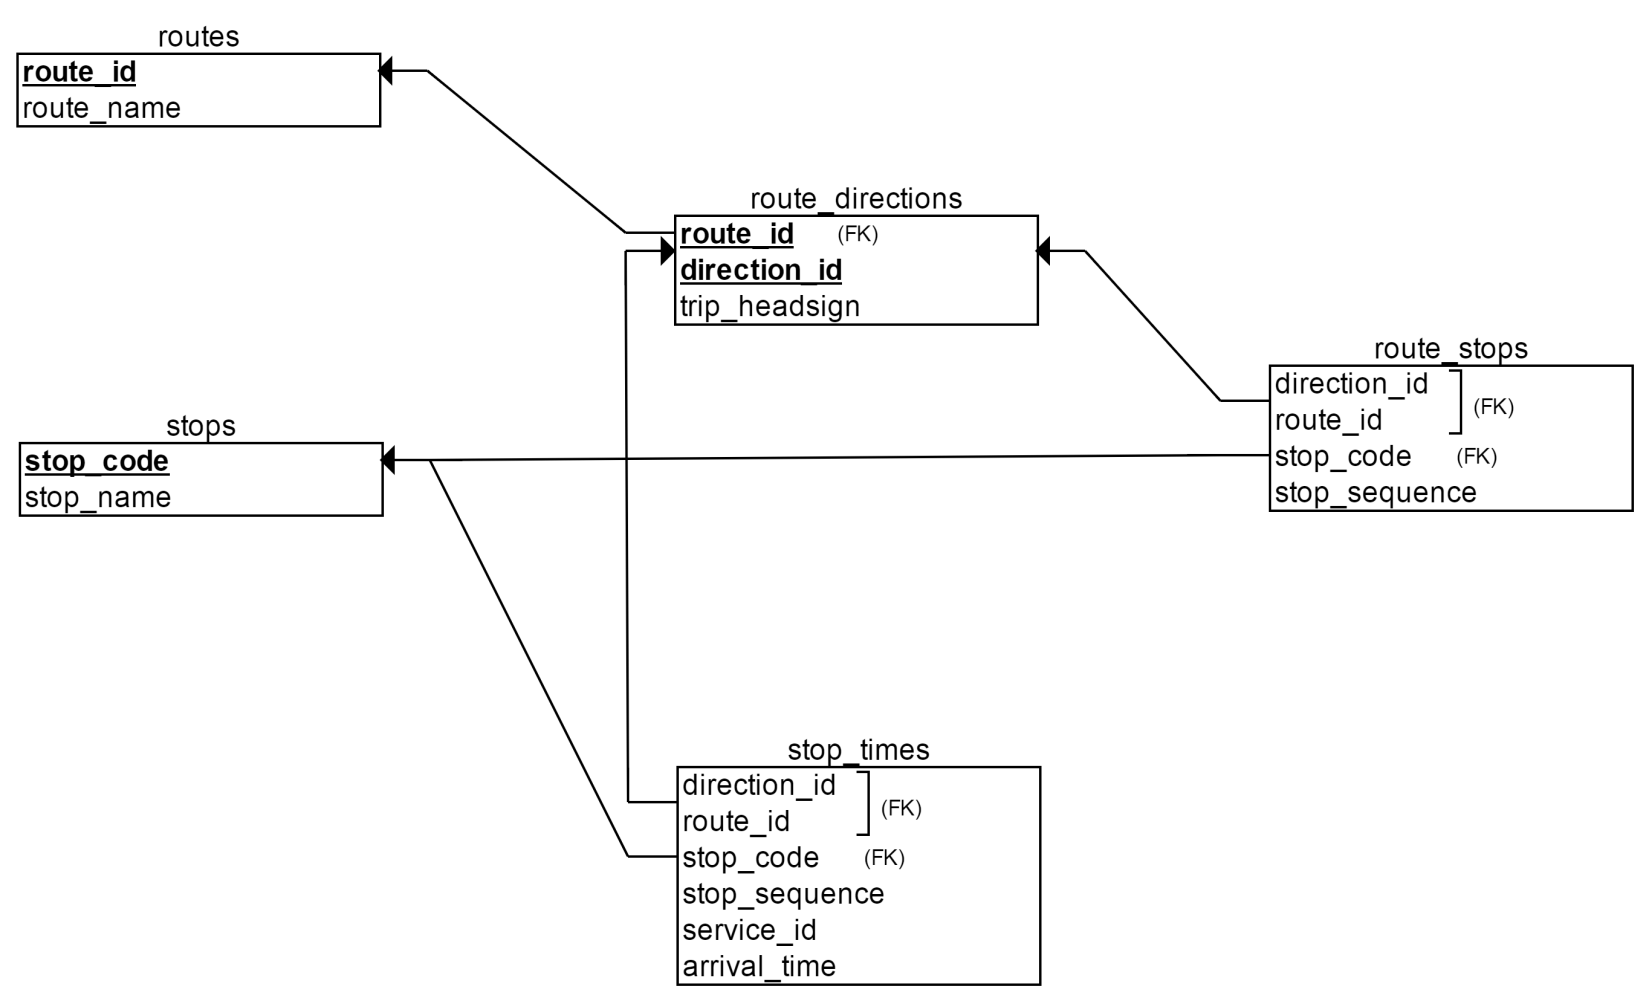 routes
route_id
route_name
route_directions
route_id (FK)
direction_id
trip_headsign
route_stops
direction_id
route_id
(FK)
stop_code (FK)
stop_sequence
stops
stop_code
stop_name
stop_times
direction_id
route_id
(FK)
stop_code (FK)
stop_sequence
service_id
arrival_time